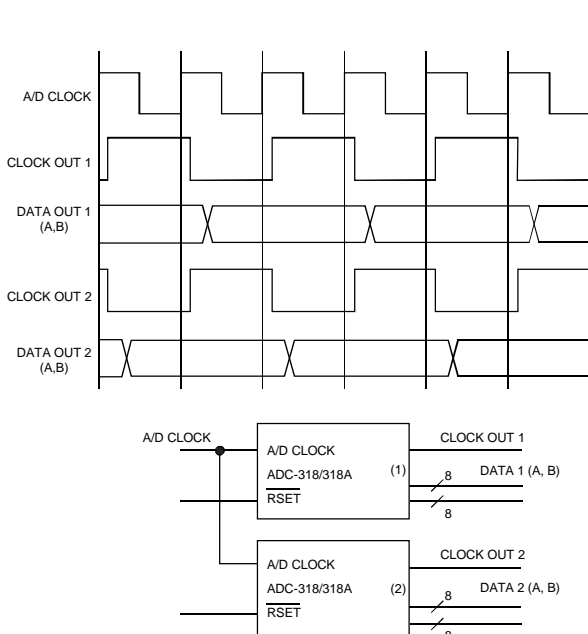 A/D CLOCK
CLOCK OUT 1
DATA OUT 1
(A,B)
CLOCK OUT 2
DATA OUT 2
(A,B)
A/D CLOCK
CLOCK OUT 1
A/D CLOCK
ADC-318/318A
(1)
8
DATA 1 (A, B)
RSET
8
CLOCK OUT 2
A/D CLOCK
ADC-318/318A
(2)
8
DATA 2 (A, B)
RSET
8